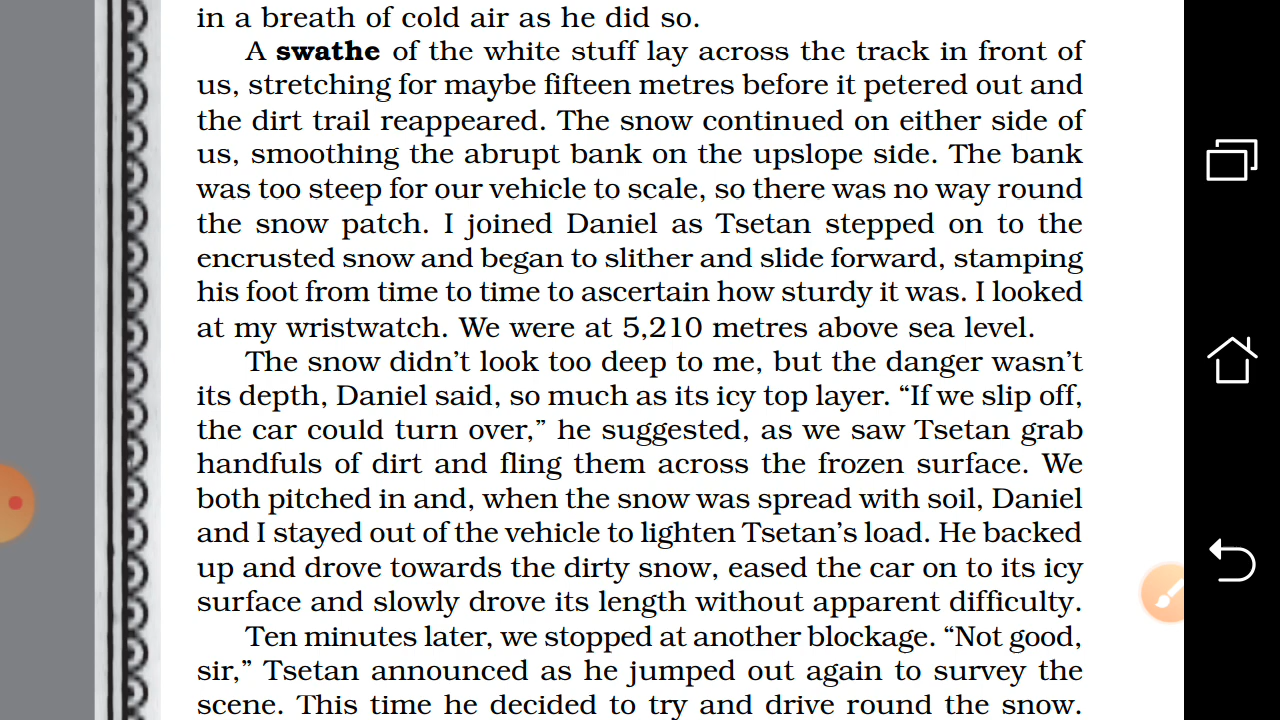 in a breath of cold air as he did so.
A swathe of the white stuff lay across the track in front of
us, stretching for maybe fifteen metres before it petered out and
the dirt trail reappeared. The snow continued on either side of
us, smoothing the abrupt bank on the upslope side. The bank
was too steep for our vehicle to scale, so there was no way round
the snow patch. I joined Daniel as Tsetan stepped on to the
encrusted snow and began to slither and slide forward, stamping
his foot from time to time to ascertain how sturdy it was. I looked
at my wristwatch. We were at 5,210 metres above sea level.
The snow didn’t look too deep to me, but the danger wasn’t
its depth, Daniel said, so much as its icy top layer. “If we slip off,
the car could turn over,” he suggested, as we saw Tsetan grab
handfuls of dirt and fling them across the frozen surface. We
both pitched in and, when the snow was spread with soil, Daniel
and I stayed out of the vehicle to lighten Tsetan’s load. He backed
up and drove towards the dirty snow, eased the car on to its icy
surface and slowly drove its length without apparent difficulty.
Ten minutes later, we stopped at another blockage. “Not good,
sir,” Tsetan announced as he jumped out again to survey the
scene. This time he decided to try and drive round the snow.